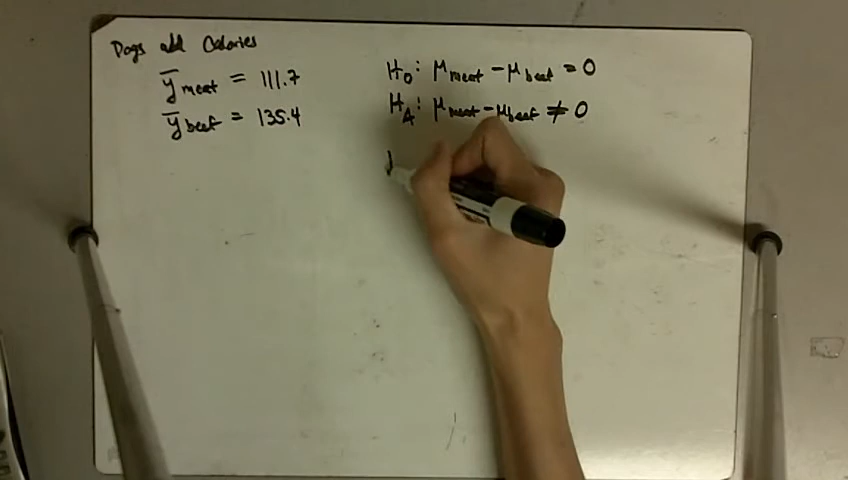 Dogs and Calories
y̅ meat = 111.7
y̅ beef = 135.4
H₀: μ meat - μ beef = 0
H_A: μ meat - μ beef ≠ 0